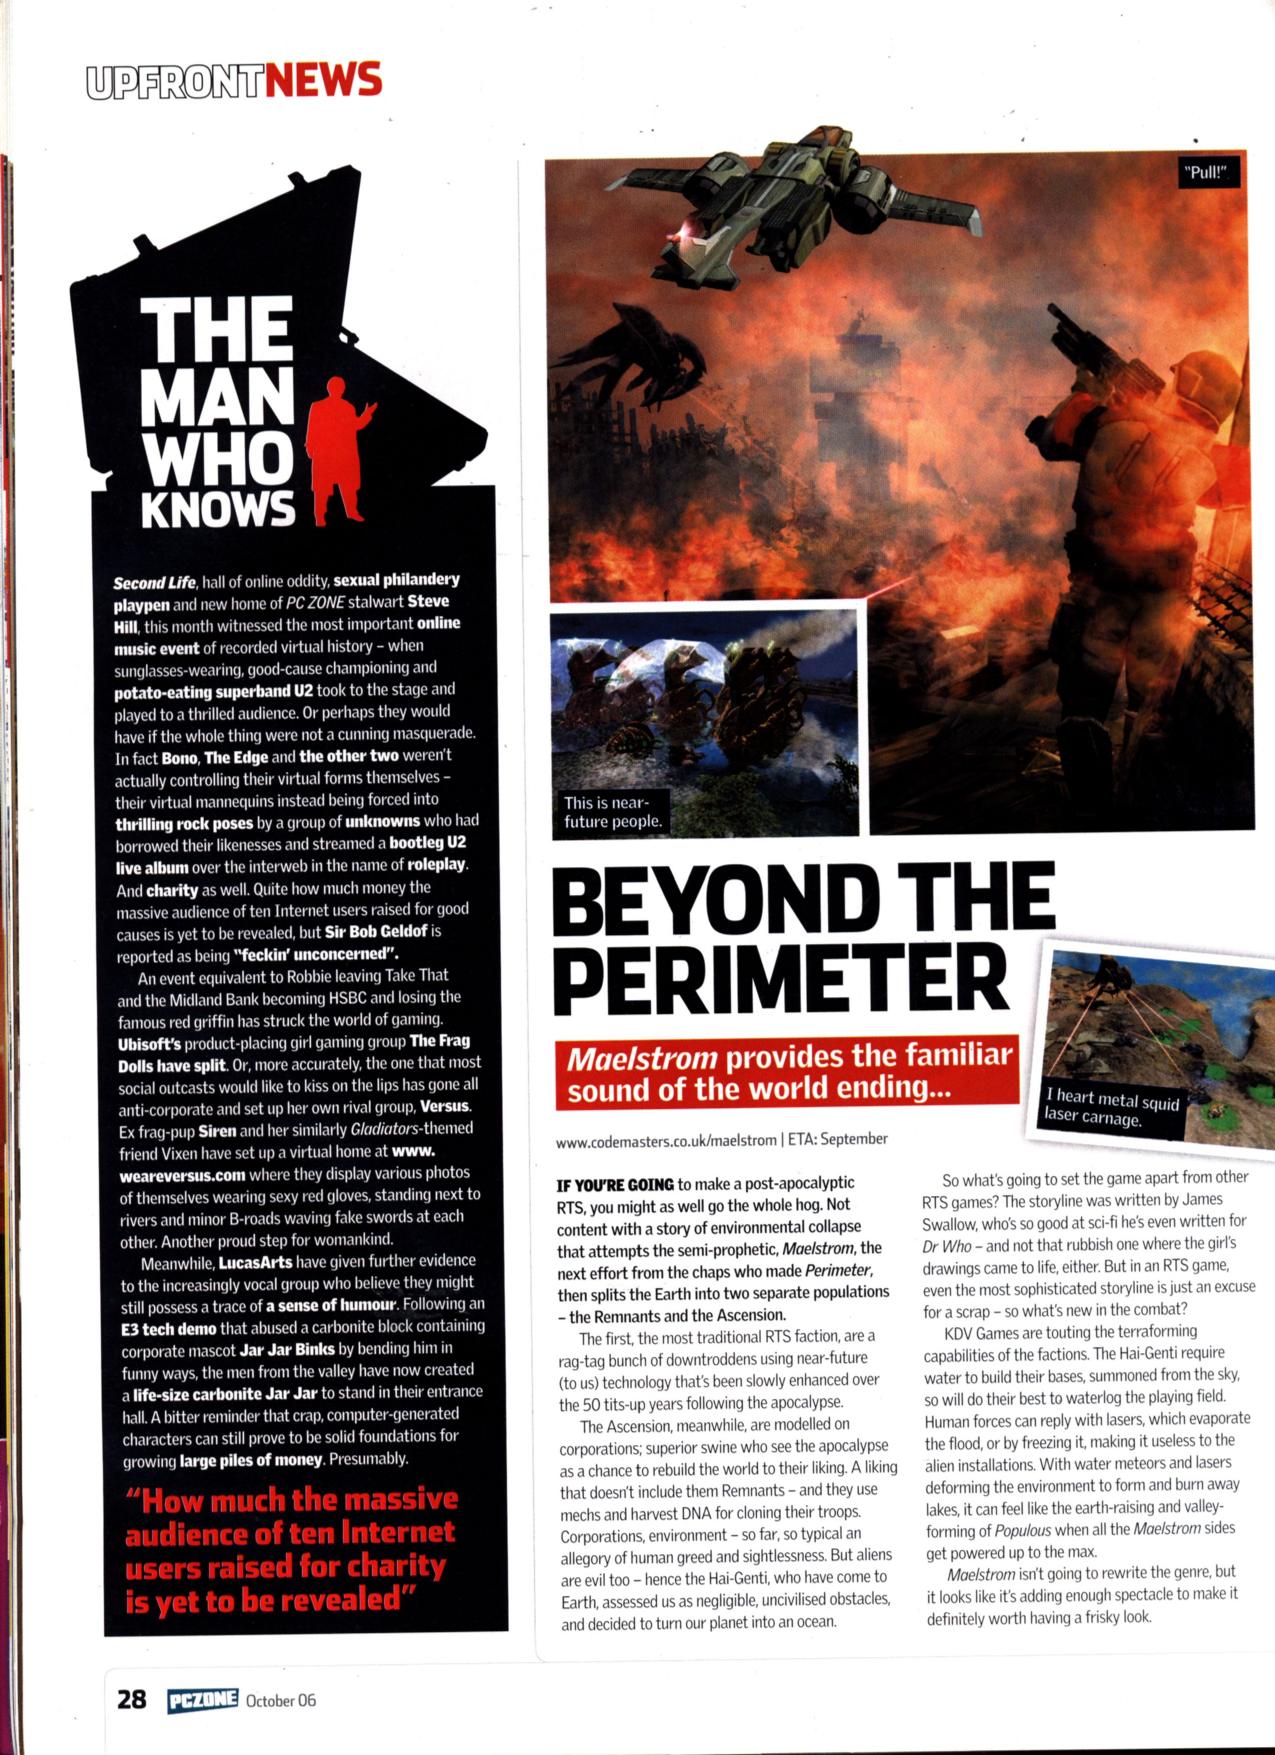 UPFRONTNEWS
THE
MAN
WHO
KNOWS
Second Life, hall of online oddity, sexual philandery
playpen and new home of PC ZONE stalwart Steve
Hill, this month witnessed the most important online
music event of recorded virtual history – when
sunglasses-wearing, good-cause championing and
potato-eating superband U2 took to the stage and
played to a thrilled audience. Or perhaps they would
have if the whole thing were not a cunning masquerade.
In fact Bono, The Edge and the other two weren't
actually controlling their virtual forms themselves –
their virtual mannequins instead being forced into
thrilling rock poses by a group of unknowns who had
borrowed their likenesses and streamed a bootleg U2
live album over the interweb in the name of roleplay.
And charity as well. Quite how much money the
massive audience of ten Internet users raised for good
causes is yet to be revealed, but Sir Bob Geldof is
reported as being "feckin' unconcerned".
An event equivalent to Robbie leaving Take That
and the Midland Bank becoming HSBC and losing the
famous red griffin has struck the world of gaming.
Ubisoft's product-placing girl gaming group The Frag
Dolls have split. Or, more accurately, the one that most
social outcasts would like to kiss on the lips has gone all
anti-corporate and set up her own rival group, Versus.
Ex frag-pup Siren and her similarly Gladiators-themed
friend Vixen have set up a virtual home at www.
weareversus.com where they display various photos
of themselves wearing sexy red gloves, standing next to
rivers and minor B-roads waving fake swords at each
other. Another proud step for womankind.
Meanwhile, LucasArts have given further evidence
to the increasingly vocal group who believe they might
still possess a trace of a sense of humour. Following an
E3 tech demo that abused a carbonite block containing
corporate mascot Jar Jar Binks by bending him in
funny ways, the men from the valley have now created
a life-size carbonite Jar Jar to stand in their entrance
hall. A bitter reminder that crap, computer-generated
characters can still prove to be solid foundations for
growing large piles of money. Presumably.
"How much the massive
audience of ten Internet
users raised for charity
is yet to be revealed"
"Pull!"
This is near-
future people.
BEYOND THE
PERIMETER
I heart metal squid
laser carnage.
Maelstrom provides the familiar
sound of the world ending...
www.codemasters.co.uk/maelstrom | ETA: September
IF YOU'RE GOING to make a post-apocalyptic
RTS, you might as well go the whole hog. Not
content with a story of environmental collapse
that attempts the semi-prophetic, Maelstrom, the
next effort from the chaps who made Perimeter,
then splits the Earth into two separate populations
– the Remnants and the Ascension.
The first, the most traditional RTS faction, are a
rag-tag bunch of downtroddens using near-future
(to us) technology that's been slowly enhanced over
the 50 tits-up years following the apocalypse.
The Ascension, meanwhile, are modelled on
corporations; superior swine who see the apocalypse
as a chance to rebuild the world to their liking. A liking
that doesn't include them Remnants – and they use
mechs and harvest DNA for cloning their troops.
Corporations, environment – so far, so typical an
allegory of human greed and sightlessness. But aliens
are evil too – hence the Hai-Genti, who have come to
Earth, assessed us as negligible, uncivilised obstacles,
and decided to turn our planet into an ocean.
So what's going to set the game apart from other
RTS games? The storyline was written by James
Swallow, who's so good at sci-fi he's even written for
Dr Who – and not that rubbish one where the girl's
drawings came to life, either. But in an RTS game,
even the most sophisticated storyline is just an excuse
for a scrap – so what's new in the combat?
KDV Games are touting the terraforming
capabilities of the factions. The Hai-Genti require
water to build their bases, summoned from the sky,
so will do their best to waterlog the playing field.
Human forces can reply with lasers, which evaporate
the flood, or by freezing it, making it useless to the
alien installations. With water meteors and lasers
deforming the environment to form and burn away
lakes, it can feel like the earth-raising and valley-
forming of Populous when all the Maelstrom sides
get powered up to the max.
Maelstrom isn't going to rewrite the genre, but
it looks like it's adding enough spectacle to make it
definitely worth having a frisky look.
28 PCZONE October 06